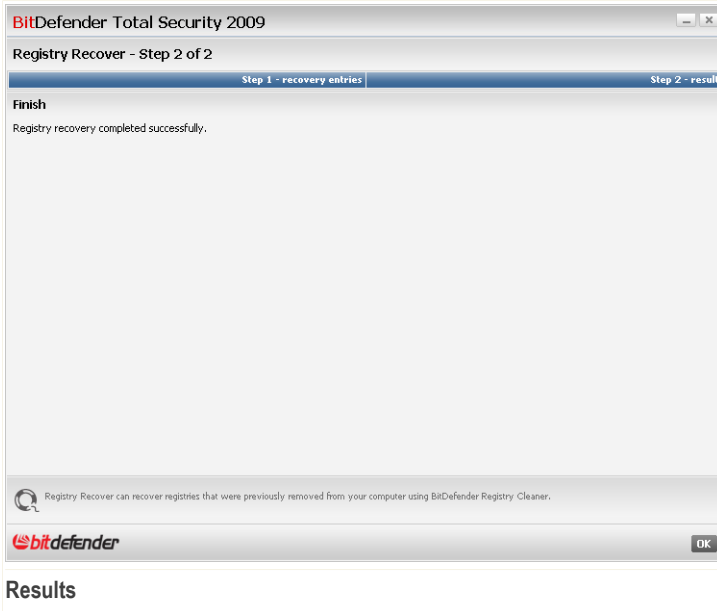 BitDefender Total Security 2009
Registry Recover - Step 2 of 2
Step 1 - recovery entries
Step 2 - result
Finish
Registry recovery completed successfully.
Registry Recover can recover registries that were previously removed from your computer using BitDefender Registry Cleaner.
bitdefender
OK
Results